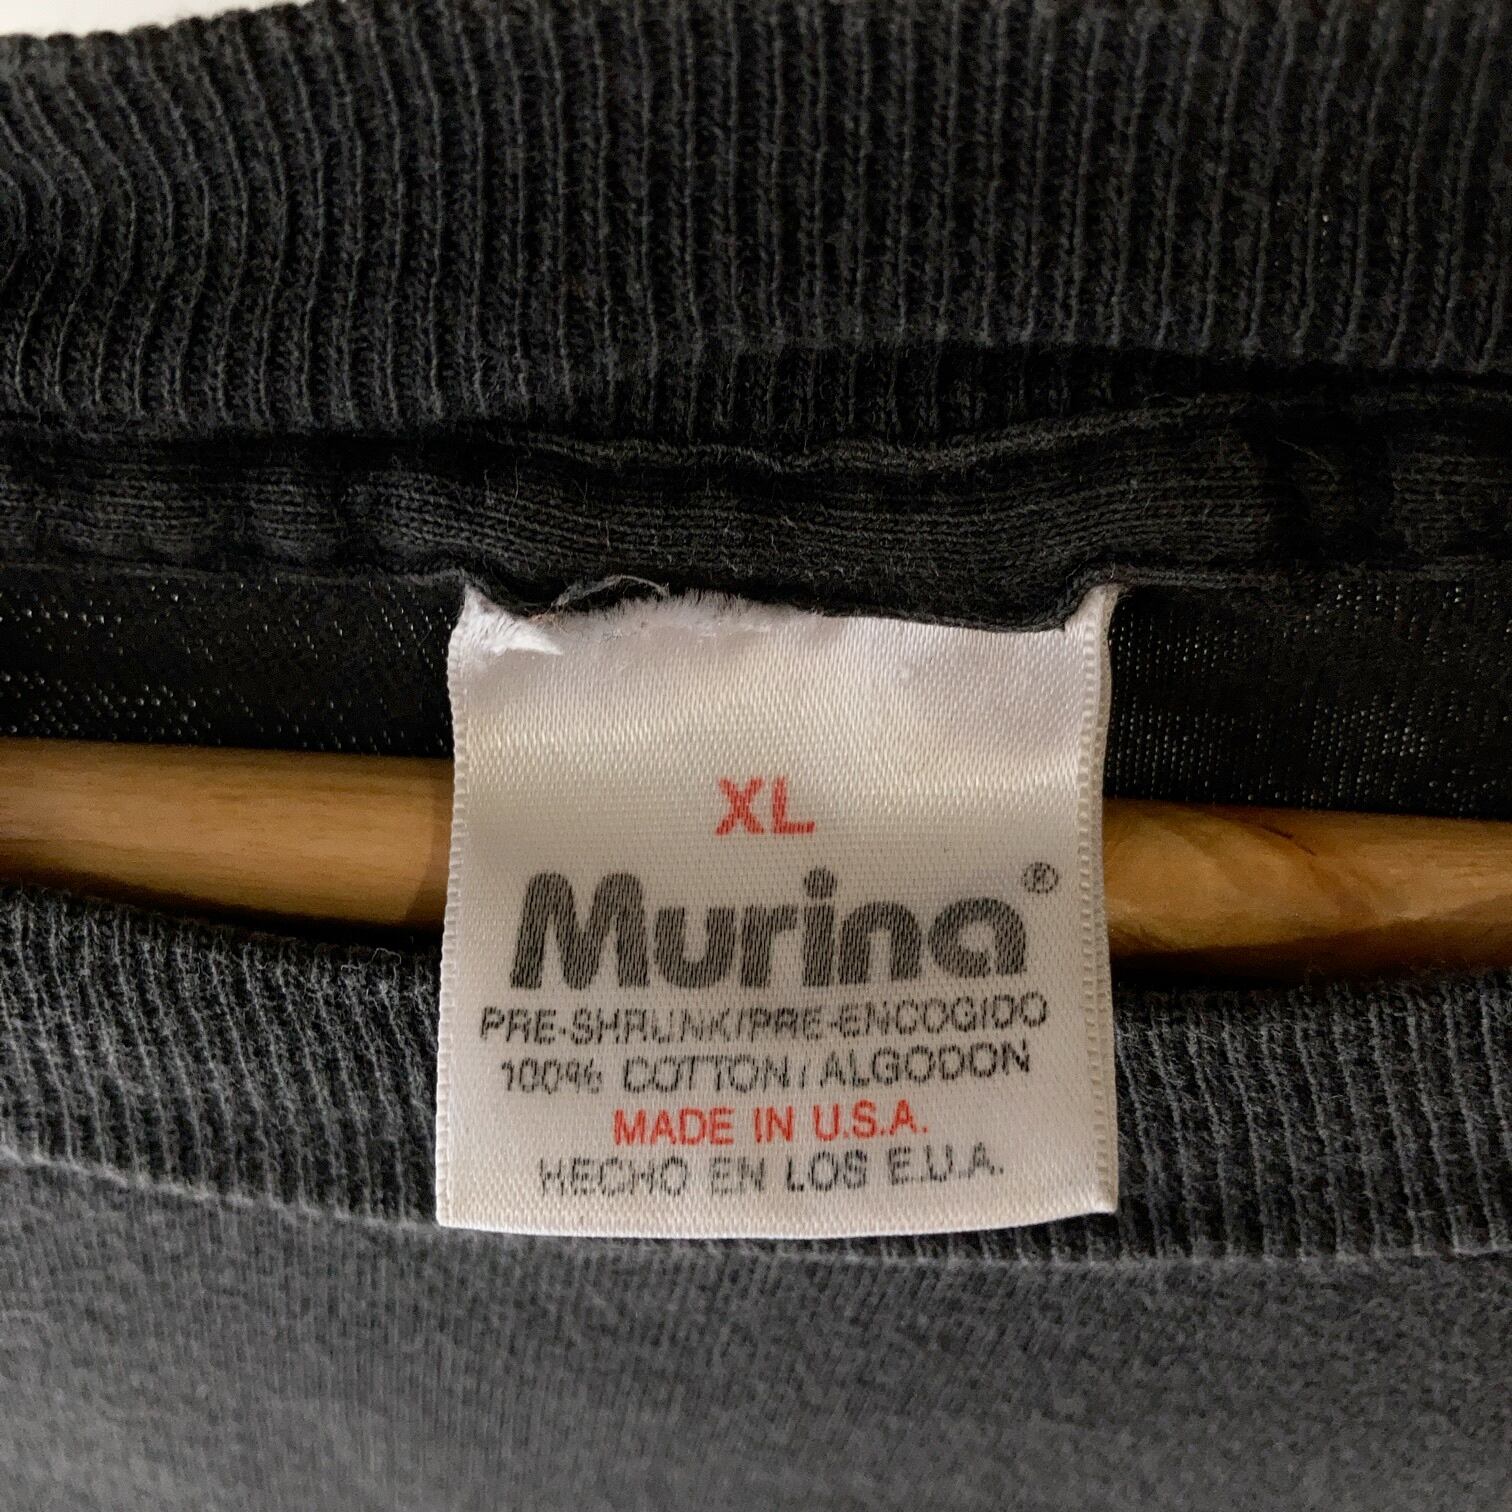 XL
Murina®
PRE-SHRUNK/PRE-ENCOGIDO
100% COTTON/ALGODON
MADE IN U.S.A.
HECHO EN LOS E.U.A.